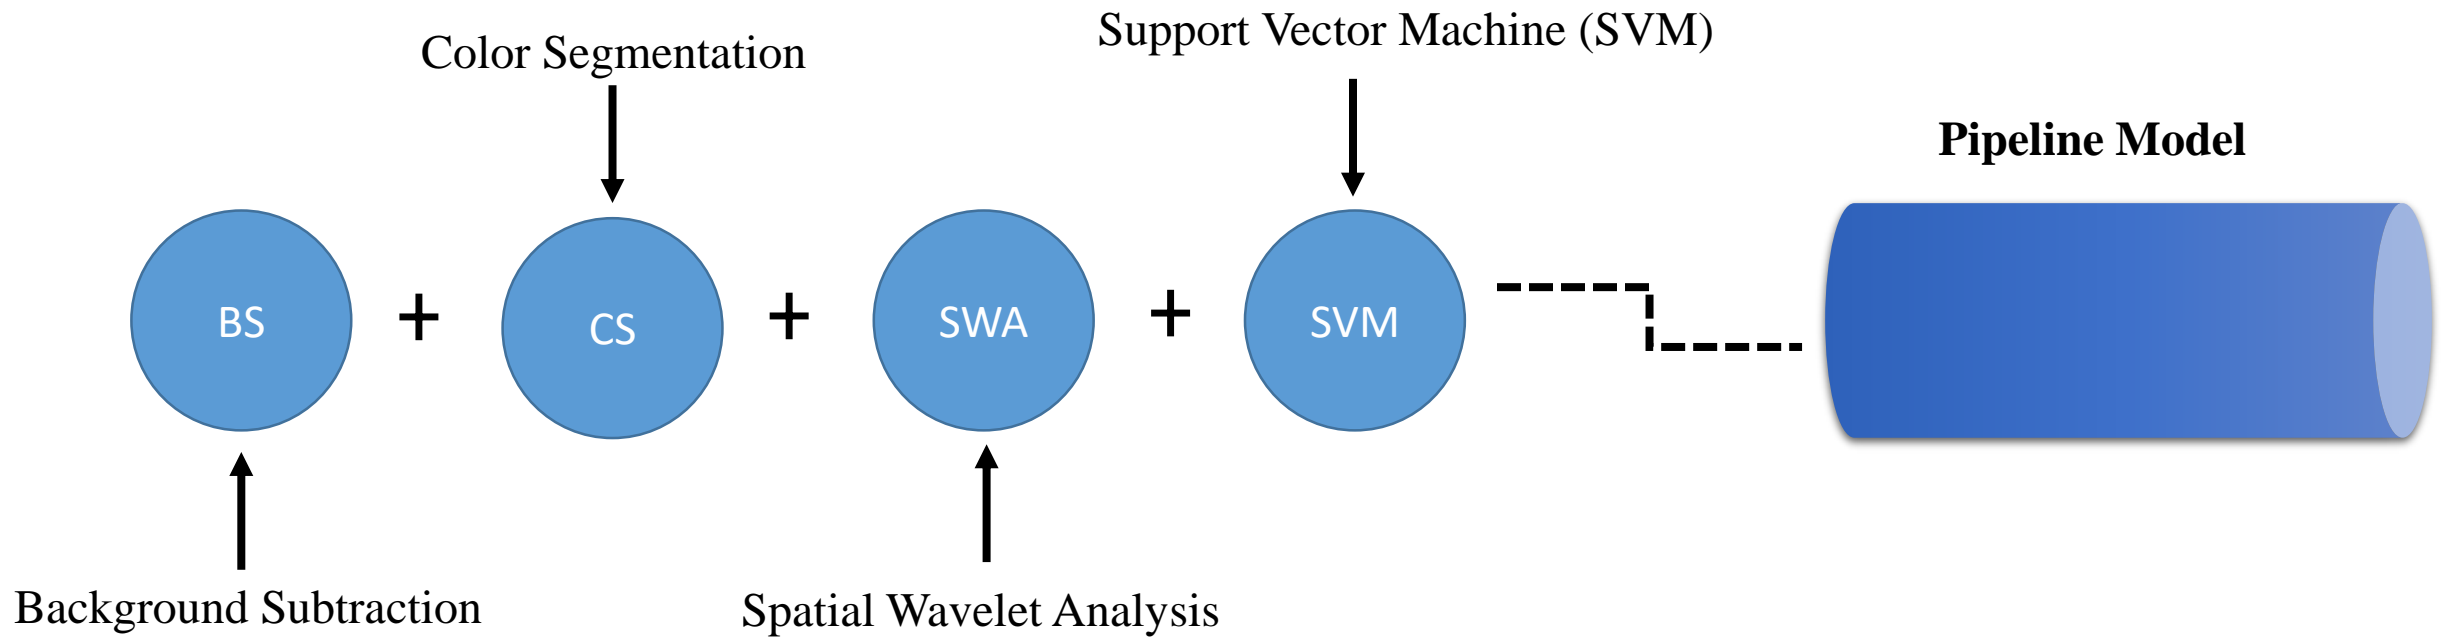 Color Segmentation
Support Vector Machine (SVM)
Pipeline Model
BS
+
CS
+
SWA
+
SVM
Background Subtraction
Spatial Wavelet Analysis